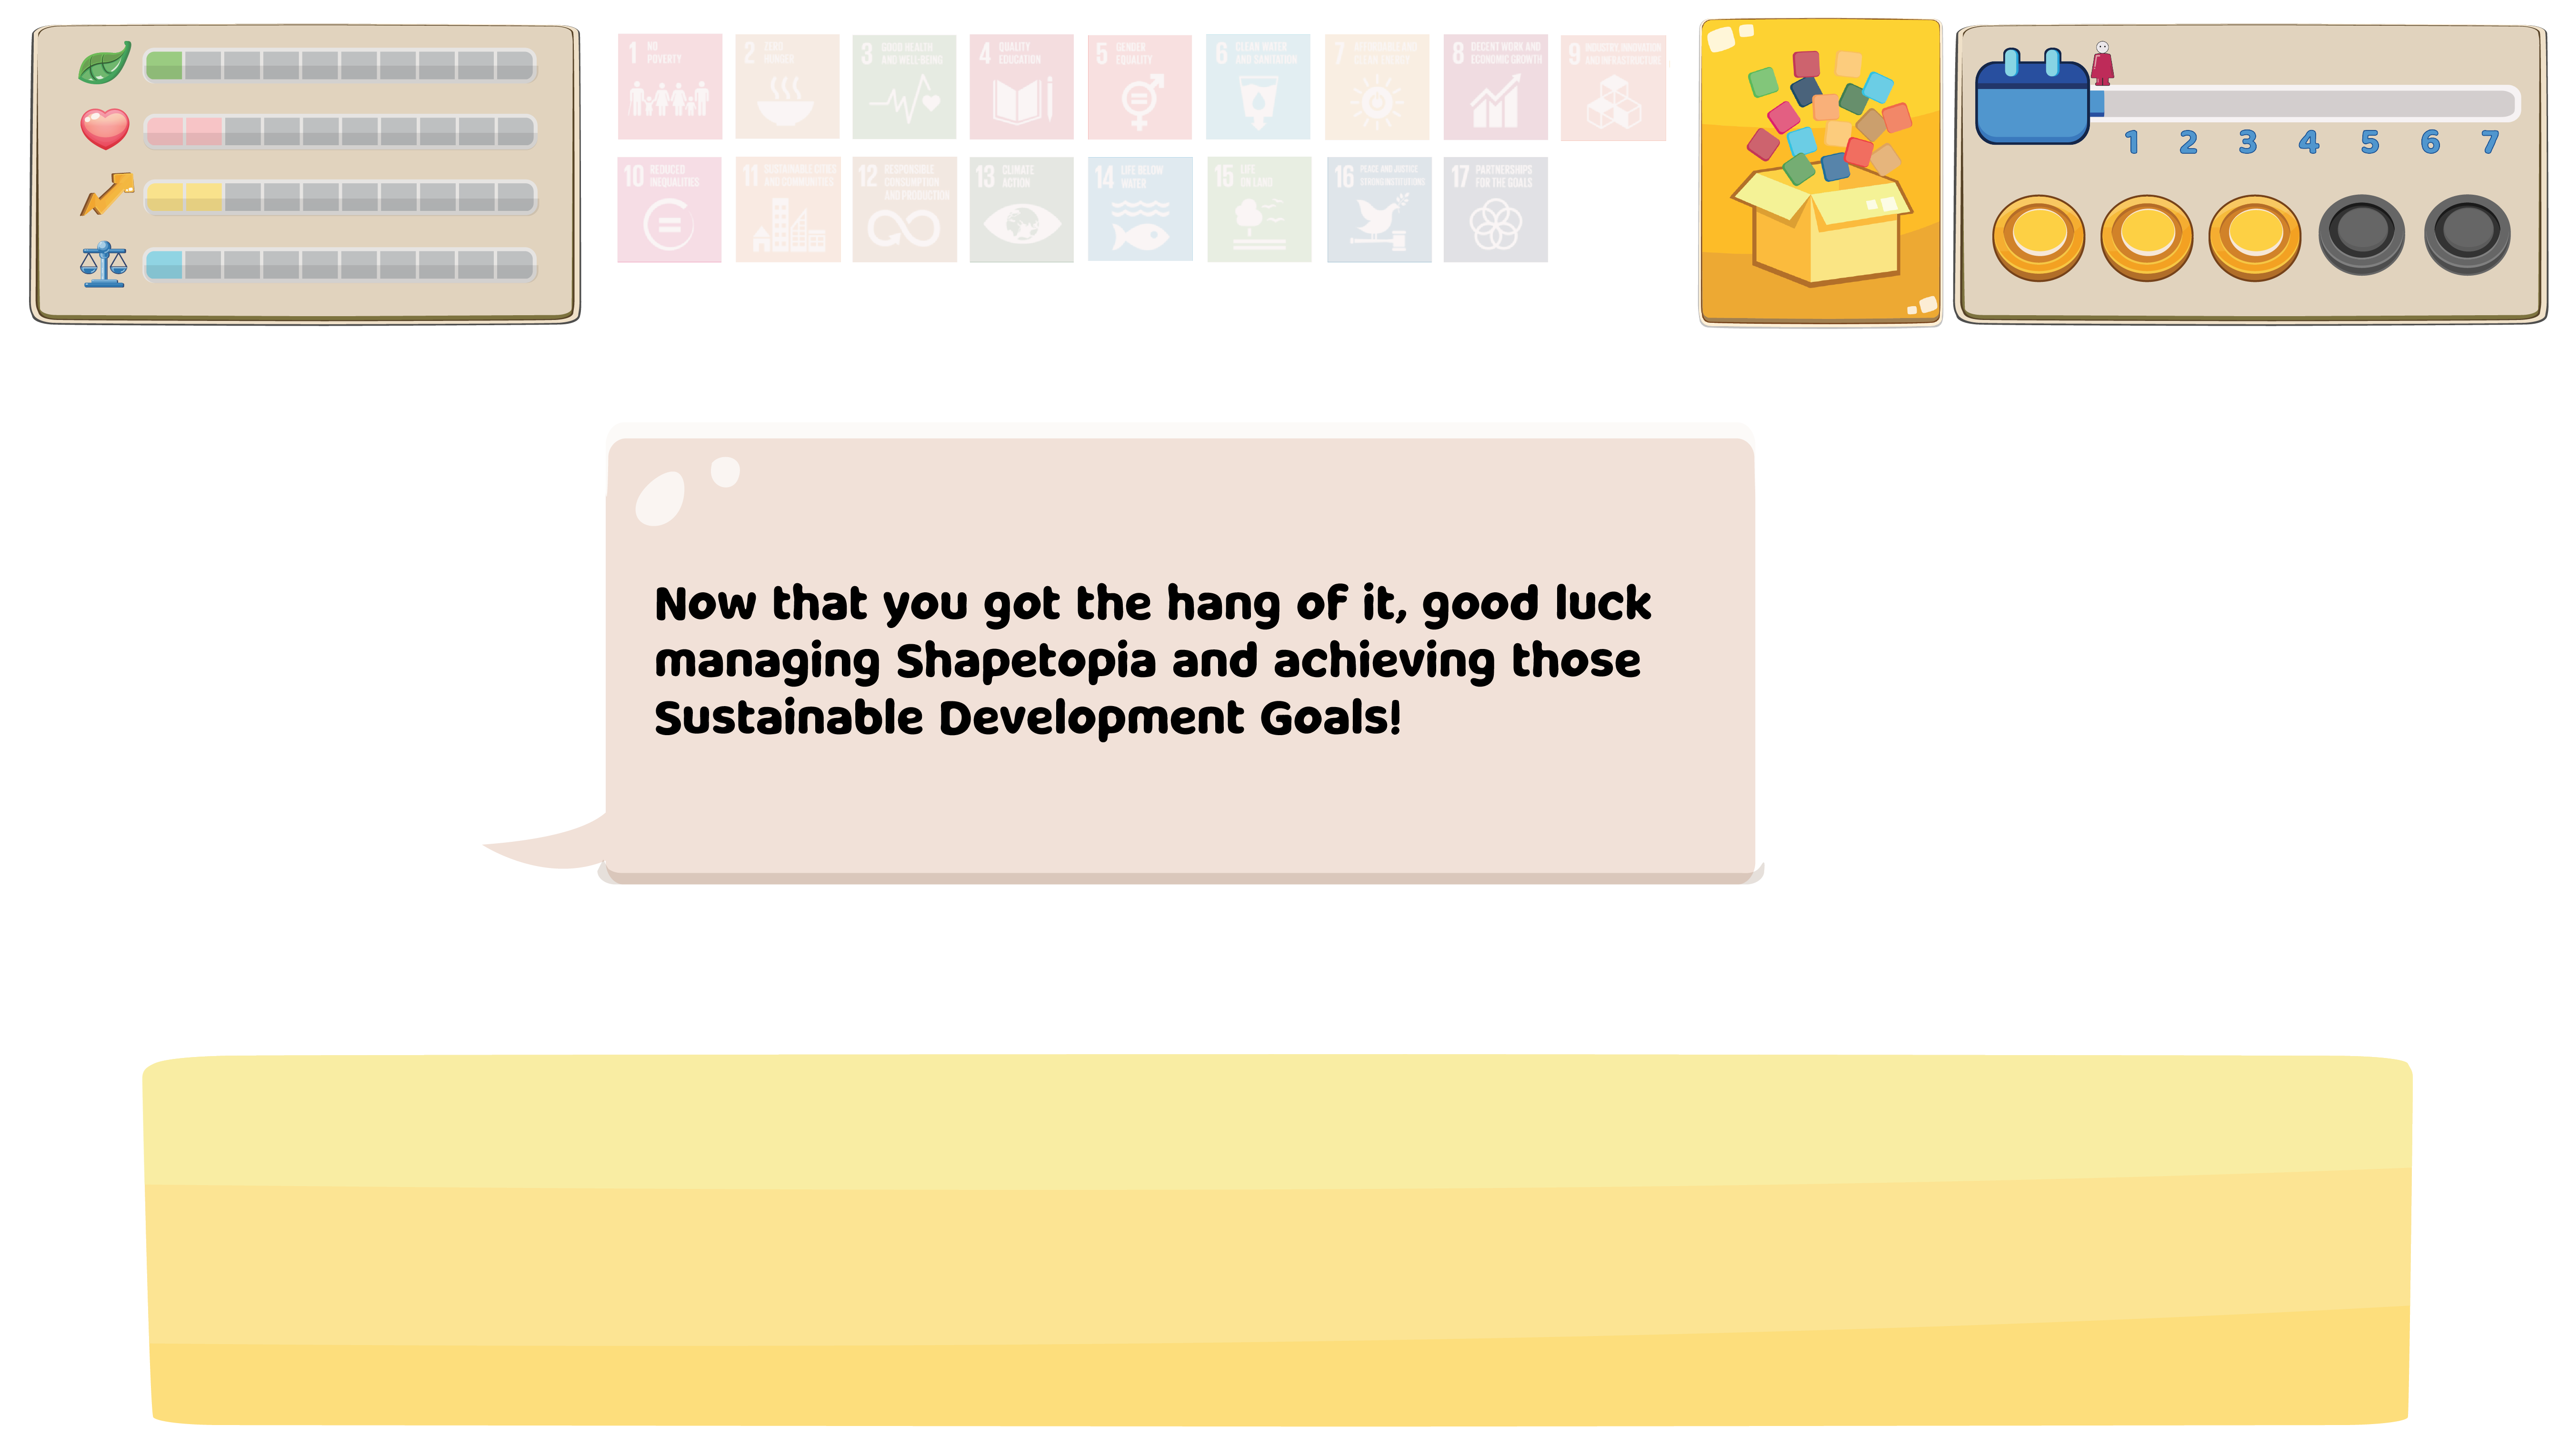 1 NO
POVERTY
2 ZERO
HUNGER
3 GOOD HEALTH
AND WELL-BEING
4 QUALITY
EDUCATION
5 GENDER
EQUALITY
6 CLEAN WATER
AND SANITATION
7 AFFORDABLE AND
CLEAN ENERGY
8 DECENT WORK AND
ECONOMIC GROWTH
9 INDUSTRY, INNOVATION
AND INFRASTRUCTURE
1 2 3 4 5 6 7
10 REDUCED
INEQUALITIES
11 SUSTAINABLE CITIES
AND COMMUNITIES
12 RESPONSIBLE
CONSUMPTION
AND PRODUCTION
13 CLIMATE
ACTION
14 LIFE BELOW
WATER
15 LIFE
ON LAND
16 PEACE AND JUSTICE
STRONG INSTITUTIONS
17 PARTNERSHIPS
FOR THE GOALS
Now that you got the hang of it, good luck
managing Shapetopia and achieving those
Sustainable Development Goals!